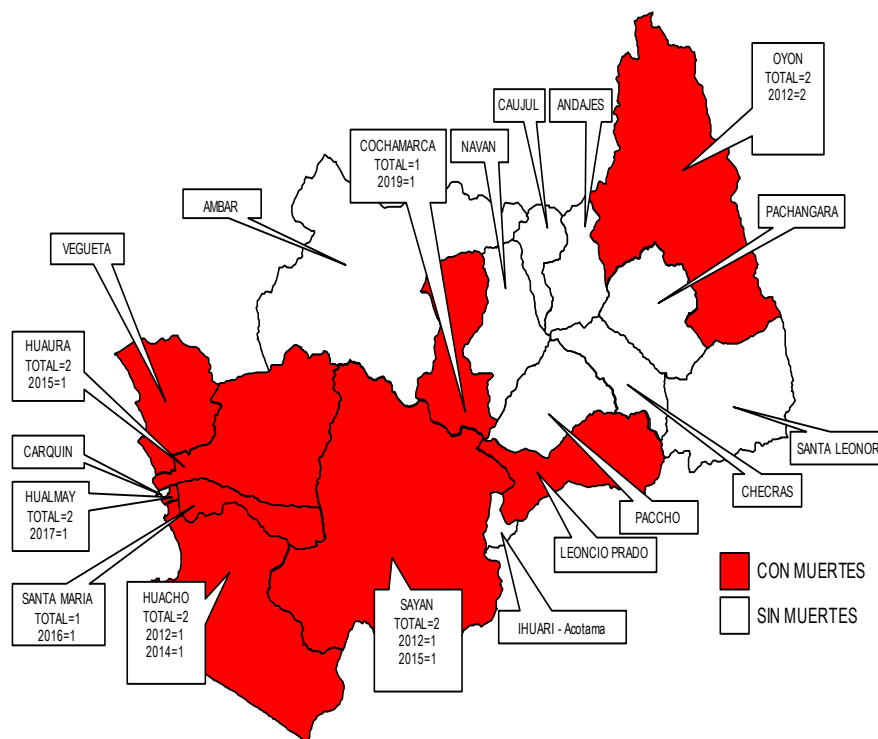 OYON
TOTAL=2
2012=2
CAUJUL
ANDAJES
COCHAMARCA
TOTAL=1
2019=1
NAVAN
AMBAR
PACHANGARA
VEGUETA
HUAURA
TOTAL=2
2015=1
CARQUIN
SANTA LEONOR
HUALMAY
TOTAL=2
2017=1
CHECRAS
PACCHO
LEONCIO PRADO
SANTA MARIA
TOTAL=1
2016=1
HUACHO
TOTAL=2
2012=1
2014=1
SAYAN
TOTAL=2
2012=1
2015=1
IHUARI - Acotama
CON MUERTES
SIN MUERTES